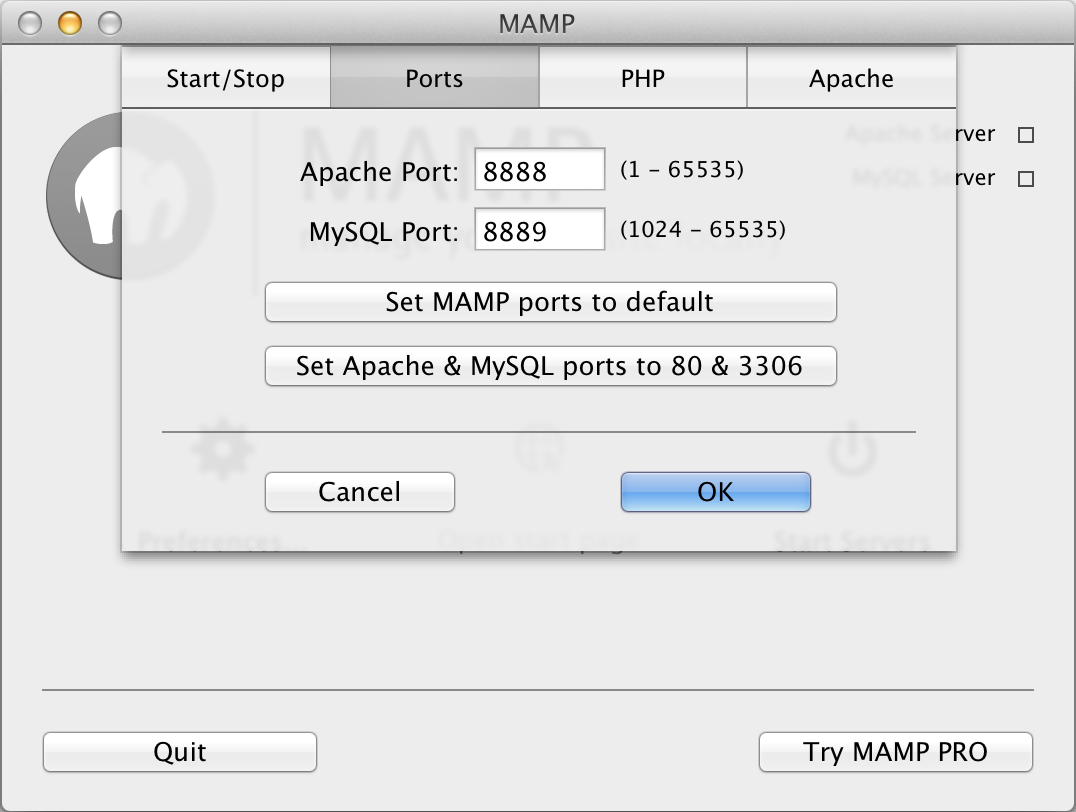 MAMP
Start/Stop
Ports
PHP
Apache
MAMP
Apache Server
Apache Port: 8888 (1 - 65535)
MySQL Server
MySQL Port: 8889 (1024 - 65535)
Set MAMP ports to default
Set Apache & MySQL ports to 80 & 3306
Cancel
OK
Preferences...
Open start page
Start Servers
Quit
Try MAMP PRO